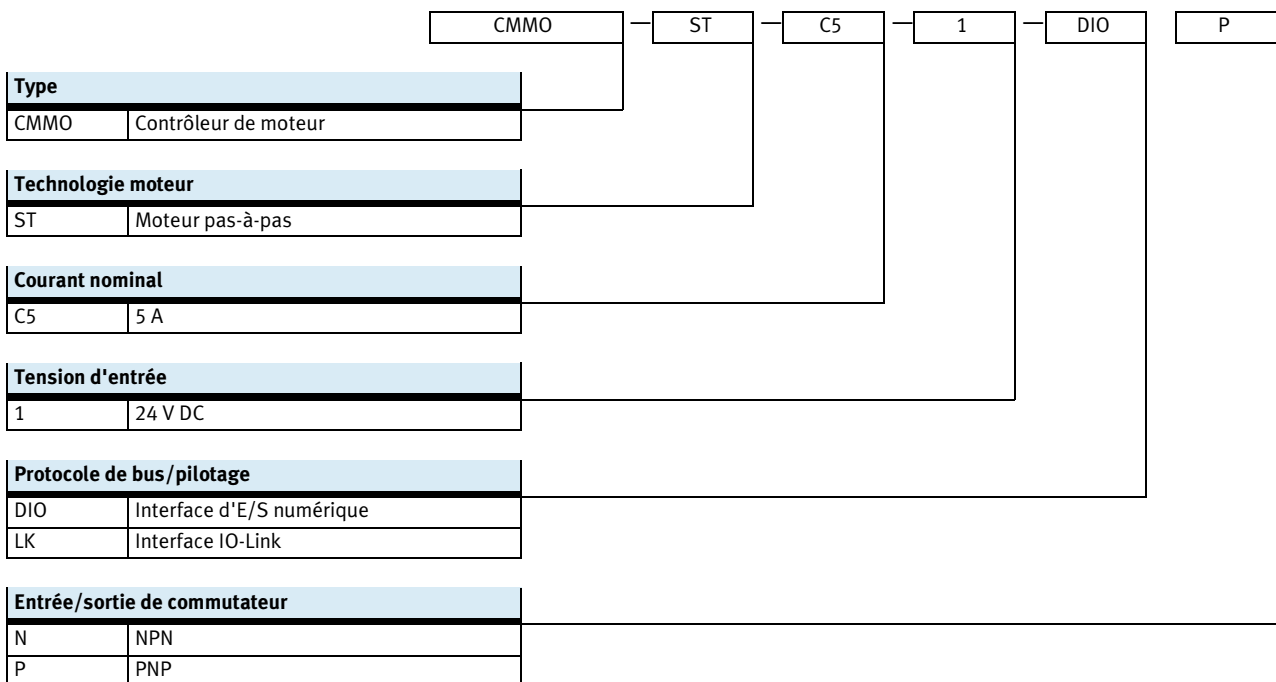 CMMO — ST — C5 — 1 — DIO P
Type
CMMO Contrôleur de moteur
Technologie moteur
ST Moteur pas-à-pas
Courant nominal
C5 5 A
Tension d'entrée
1 24 V DC
Protocole de bus/pilotage
DIO Interface d'E/S numérique
LK Interface IO-Link
Entrée/sortie de commutateur
N NPN
P PNP